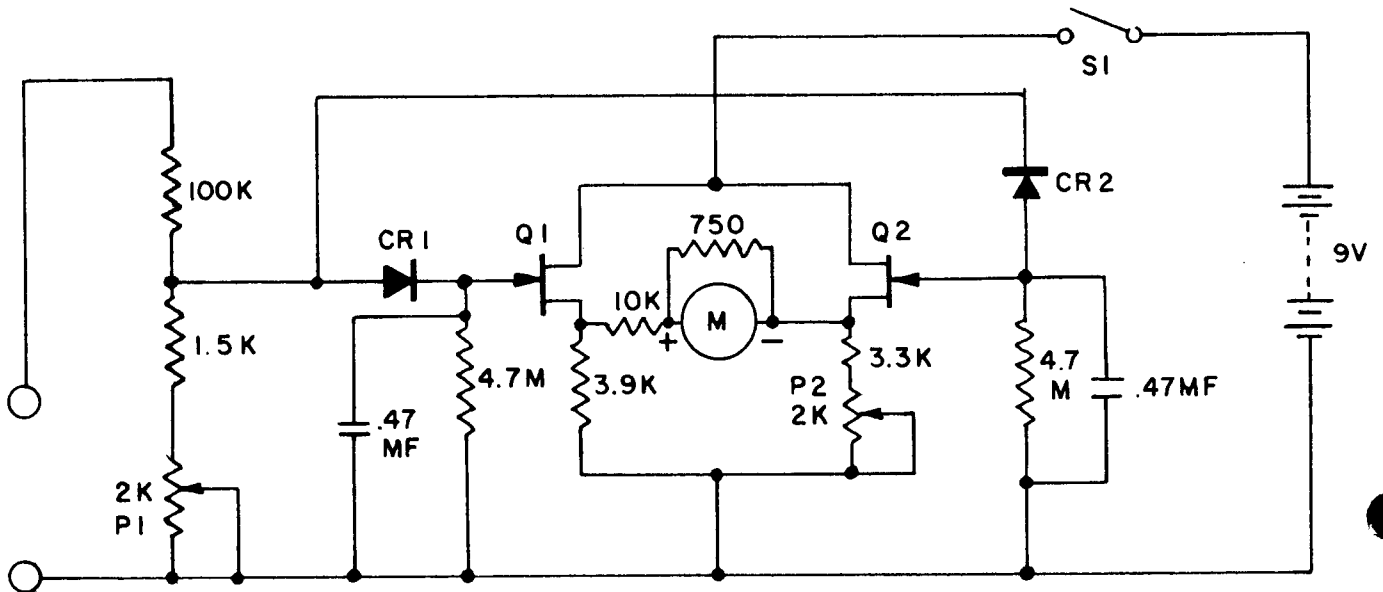 S1
100K
CR2
750
CR1
Q1
Q2
9V
10K
M
+
-
1.5K
4.7M
3.9K
3.3K
4.7
M
.47MF
P2
2K
.47
MF
2K
P1